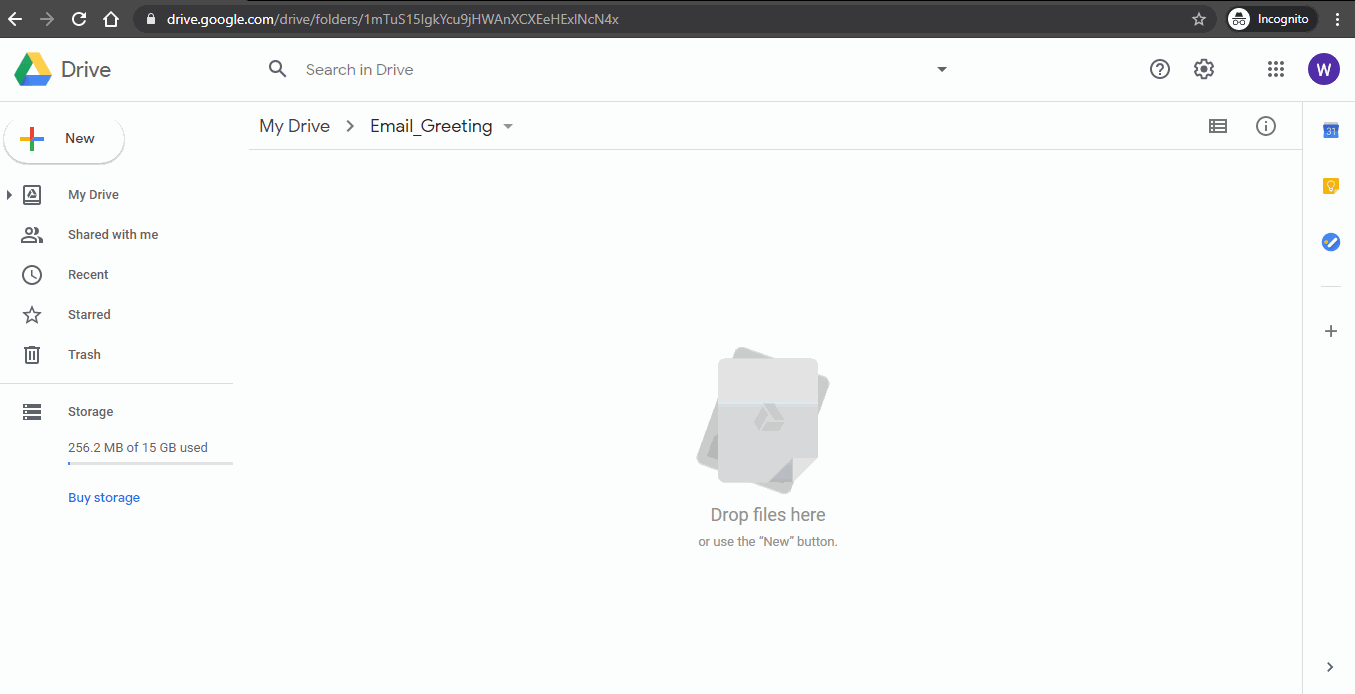 drive.google.com/drive/folders/1mTuS15IgkYcu9jHWAnXCXEeHExINcN4x
Incognito
Drive
Search in Drive
W
New
My Drive
Email_Greeting
31
My Drive
Shared with me
Recent
Starred
Trash
Storage
256.2 MB of 15 GB used
Buy storage
Drop files here
or use the “New” button.